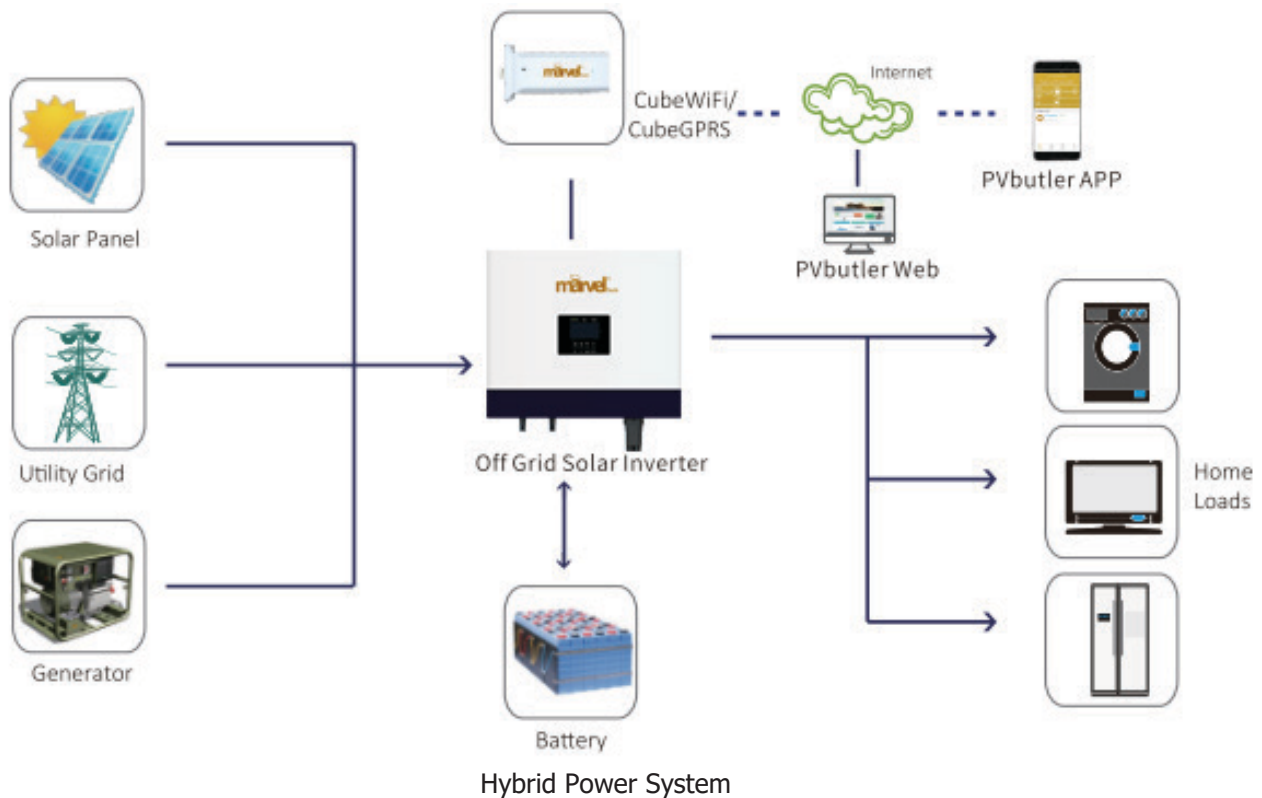 marvel
CubeWiFi/
CubeGPRS
Internet
PVbutler APP
PVbutler Web
Solar Panel
marvel
Off Grid Solar Inverter
Utility Grid
Home
Loads
Generator
Battery
Hybrid Power System